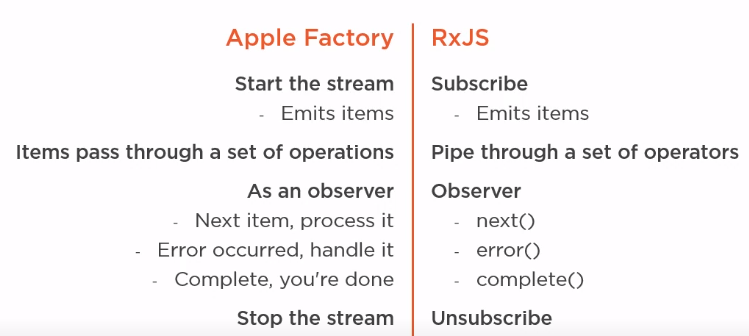 Apple Factory RxJS
Start the stream Subscribe
- Emits items - Emits items
Items pass through a set of operations Pipe through a set of operators
As an observer Observer
- Next item, process it - next()
- Error occurred, handle it - error()
- Complete, you're done - complete()
Stop the stream Unsubscribe